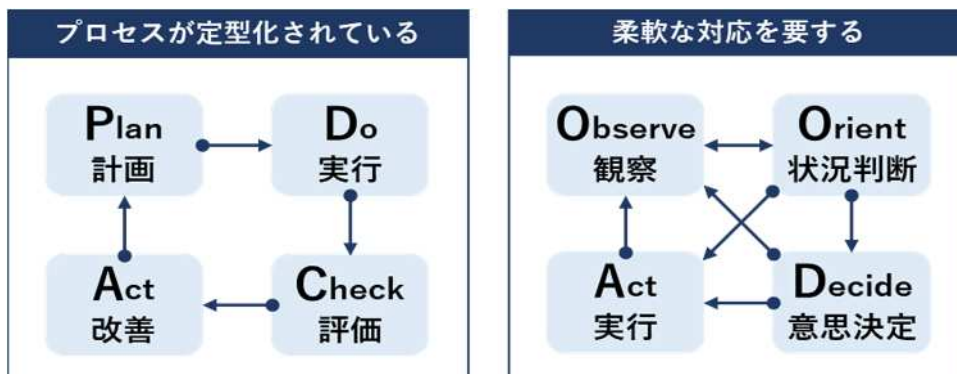 プロセスが定型化されている
Plan
計画
Do
実行
Act
改善
Check
評価
柔軟な対応を要する
Observe
観察
Orient
状況判断
Act
実行
Decide
意思決定